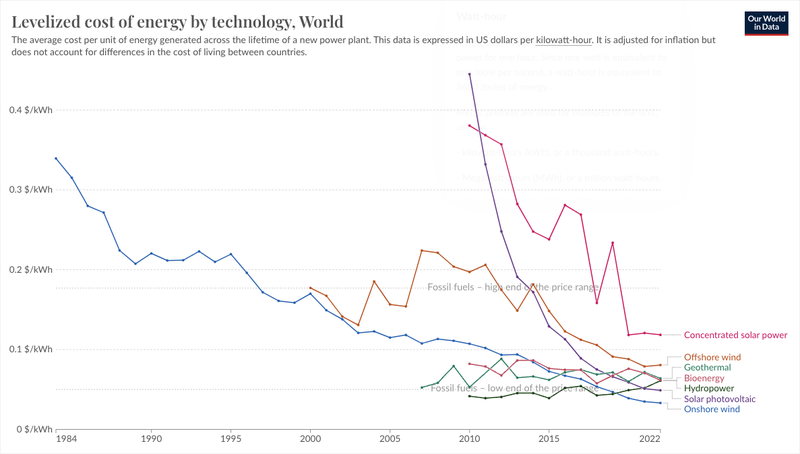 Levelized cost of energy by technology, World
Our World
in Data
The average cost per unit of energy generated across the lifetime of a new power plant. This data is expressed in US dollars per kilowatt-hour. It is adjusted for inflation but
does not account for differences in the cost of living between countries.
0.4 $/kWh
0.3 $/kWh
0.2 $/kWh
Fossil fuels – high end of the price range
0.1 $/kWh
Concentrated solar power
Offshore wind
Geothermal
Bioenergy
Fossil fuels – low end of the price range
Hydropower
Solar photovoltaic
Onshore wind
0 $/kWh
1984
1990
1995
2000
2005
2010
2015
2022